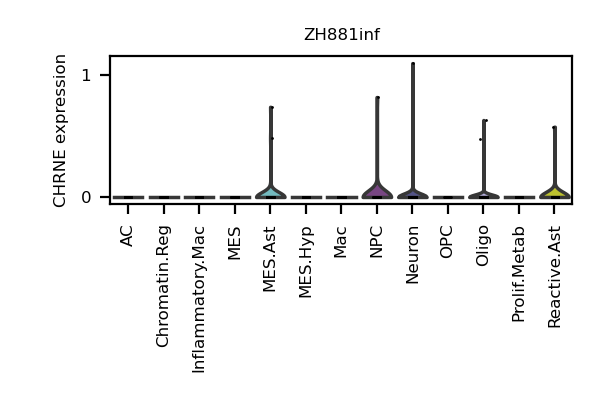 ZH881inf
CHRNE expression
1
0
AC
Chromatin.Reg
Inflammatory.Mac
MES
MES.Ast
MES.Hyp
Mac
NPC
Neuron
OPC
Oligo
Prolif.Metab
Reactive.Ast